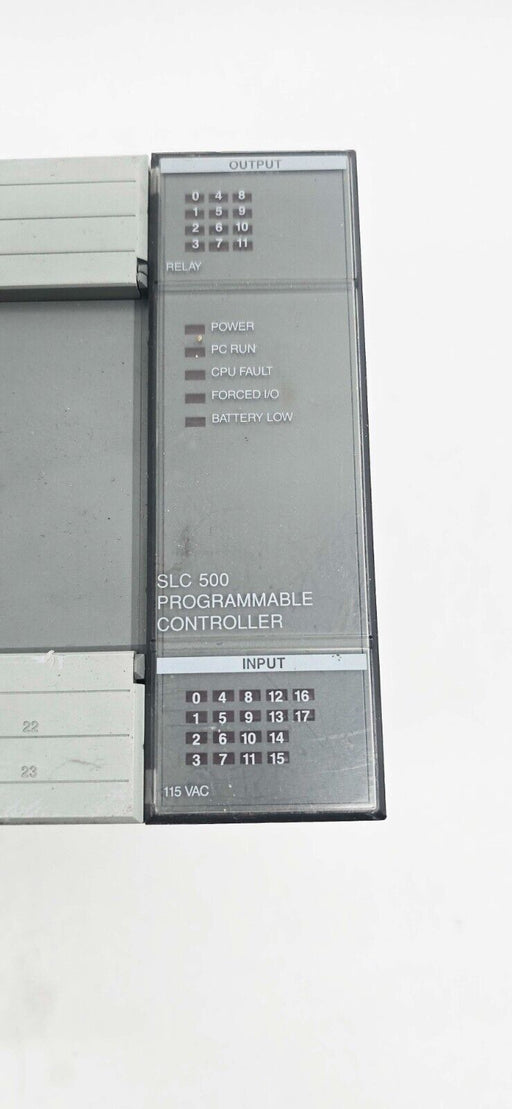 OUTPUT
0 4 8
1 5 9
2 6 10
3 7 11
RELAY
POWER
PC RUN
CPU FAULT
FORCED I/O
BATTERY LOW
SLC 500
PROGRAMMABLE
CONTROLLER
INPUT
0 4 8 12 16
1 5 9 13 17
2 6 10 14
3 7 11 15
115 VAC
22
23